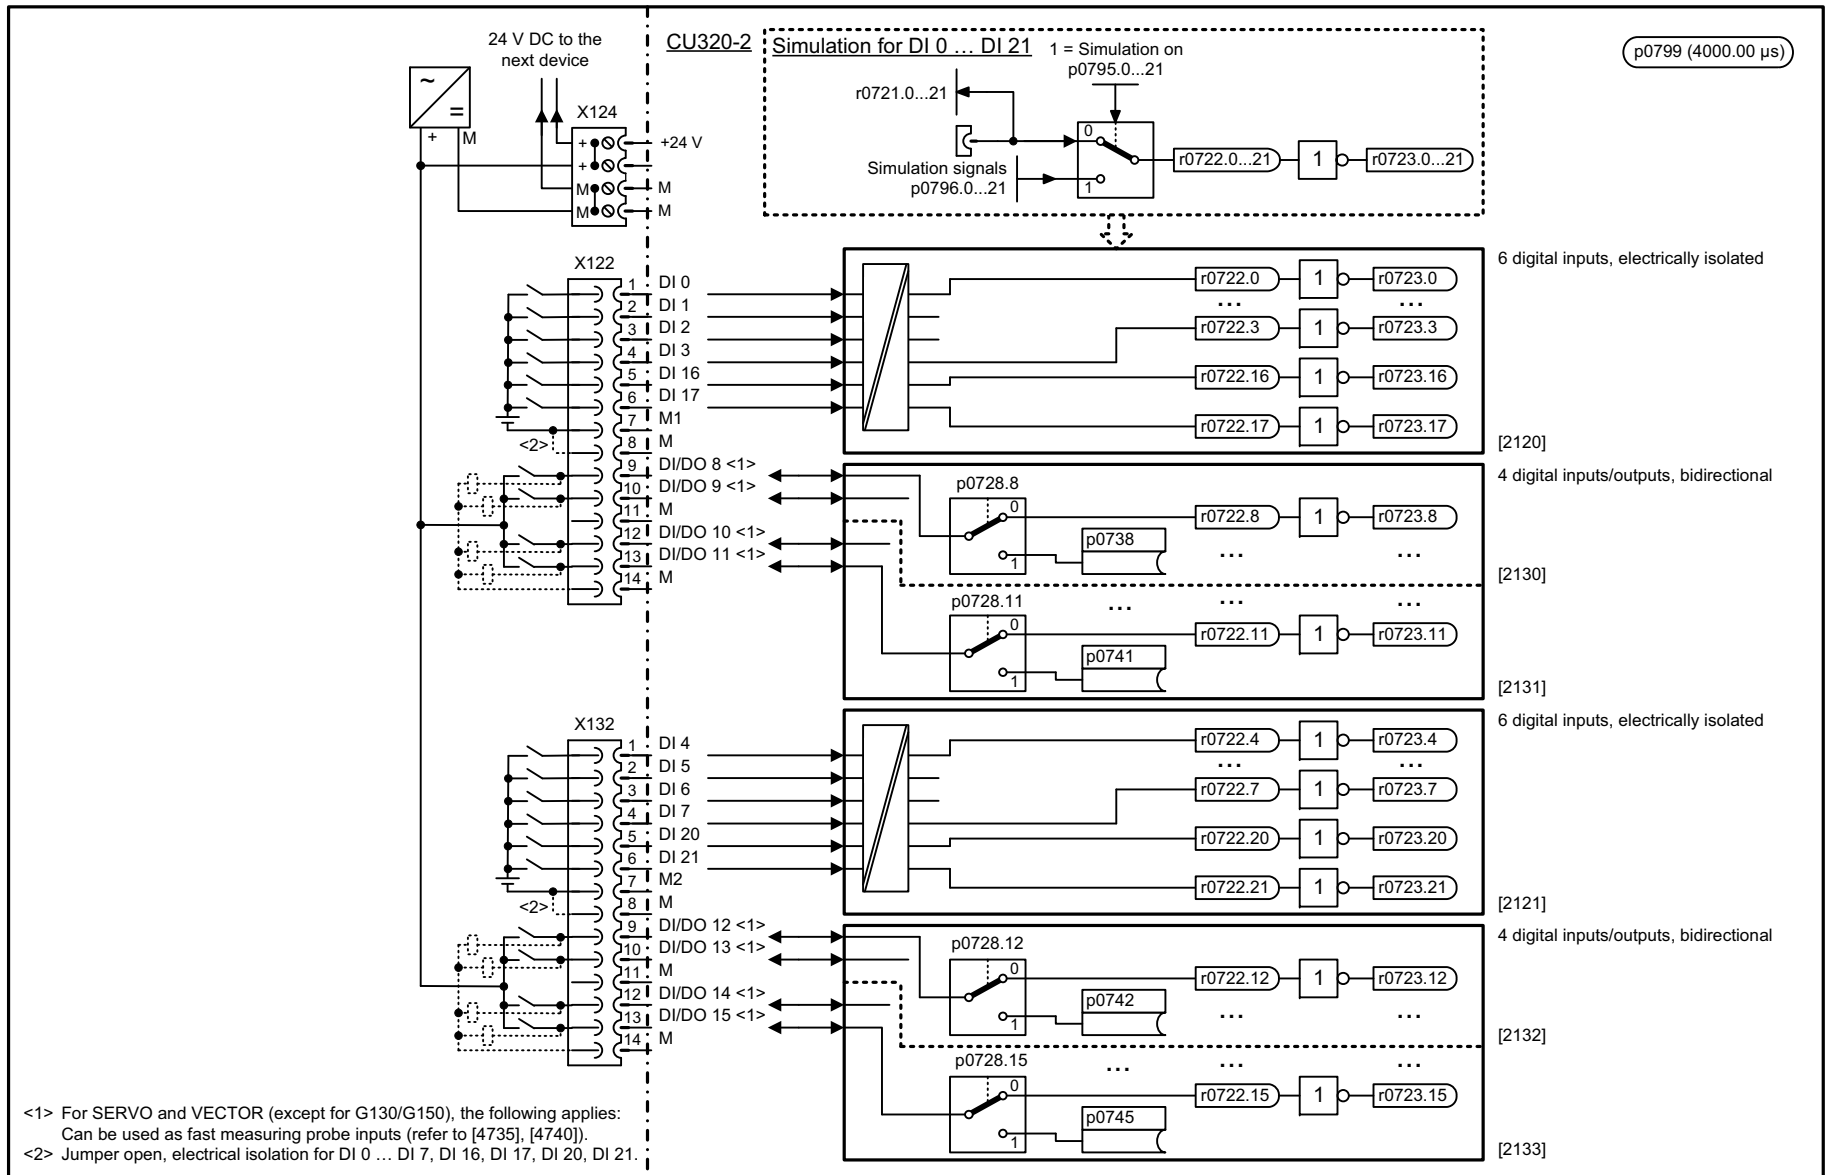 24 V DC to the
next device
CU320-2
Simulation for DI 0 … DI 21
1 = Simulation on
p0795.0...21
p0799 (4000.00 µs)
r0721.0...21
~
=
+
M
X124
+
+24 V
+
M
M
M
M
0
1
Simulation signals
p0796.0...21
r0722.0...21
1
r0723.0...21
X122
1 DI 0
2 DI 1
3 DI 2
4 DI 3
5 DI 16
6 DI 17
7 M1
8 M
9 DI/DO 8 <1>
10 DI/DO 9 <1>
11 M
12 DI/DO 10 <1>
13 DI/DO 11 <1>
14 M
<2>
6 digital inputs, electrically isolated
r0722.0 1 r0723.0
... ...
r0722.3 1 r0723.3
r0722.16 1 r0723.16
r0722.17 1 r0723.17
[2120]
4 digital inputs/outputs, bidirectional
p0728.8
0
1
p0738
r0722.8 1 r0723.8
... ...
[2130]
p0728.11
... ... ...
0
1
p0741
r0722.11 1 r0723.11
[2131]
X132
1 DI 4
2 DI 5
3 DI 6
4 DI 7
5 DI 20
6 DI 21
7 M2
8 M
9 DI/DO 12 <1>
10 DI/DO 13 <1>
11 M
12 DI/DO 14 <1>
13 DI/DO 15 <1>
14 M
<2>
6 digital inputs, electrically isolated
r0722.4 1 r0723.4
... ...
r0722.7 1 r0723.7
r0722.20 1 r0723.20
r0722.21 1 r0723.21
[2121]
4 digital inputs/outputs, bidirectional
p0728.12
0
1
p0742
r0722.12 1 r0723.12
... ...
[2132]
p0728.15
... ... ...
0
1
p0745
r0722.15 1 r0723.15
[2133]
<1> For SERVO and VECTOR (except for G130/G150), the following applies:
Can be used as fast measuring probe inputs (refer to [4735], [4740]).
<2> Jumper open, electrical isolation for DI 0 … DI 7, DI 16, DI 17, DI 20, DI 21.